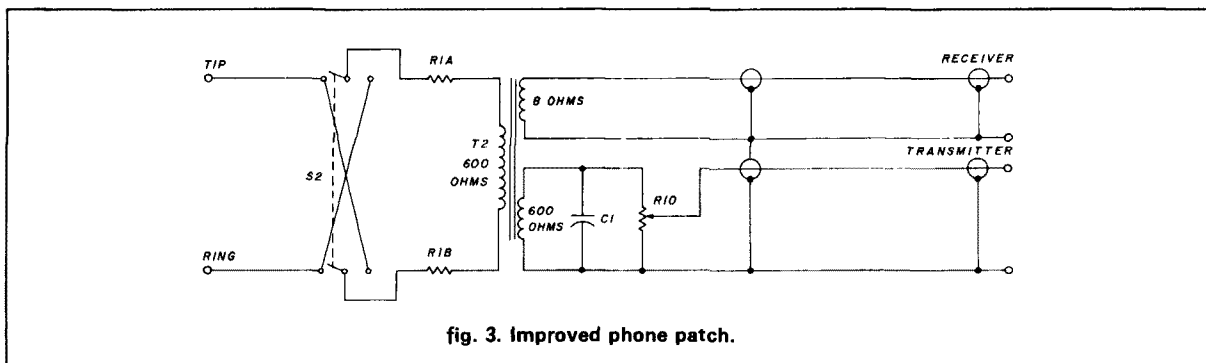 TIP
RING
S2
R1A
R1B
T2
600
OHMS
8 OHMS
600
OHMS
C1
R10
RECEIVER
TRANSMITTER
fig. 3. Improved phone patch.